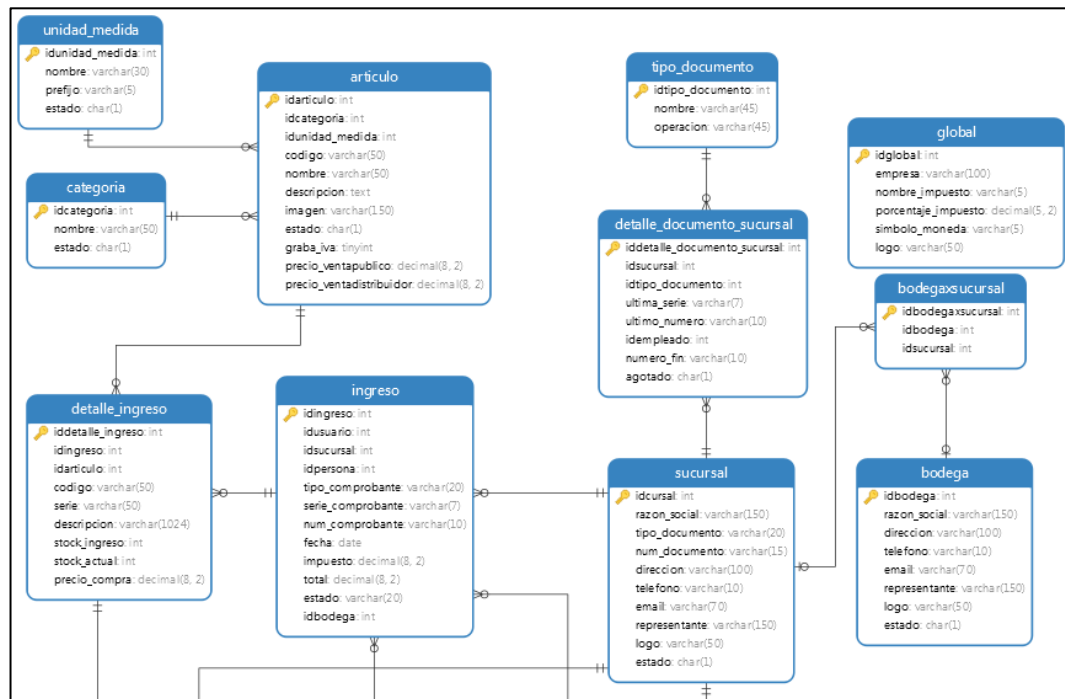 unidad_medida
idunidad_medida: int
nombre: varchar(30)
prefijo: varchar(5)
estado: char(1)
articulo
idarticulo: int
idcategoria: int
idunidad_medida: int
codigo: varchar(50)
nombre: varchar(50)
descripcion: text
imagen: varchar(150)
estado: char(1)
graba_iva: tinyint
precio_ventapublico: decimal(8, 2)
precio_ventadistribuidor: decimal(8, 2)
tipo_documento
idtipo_documento: int
nombre: varchar(45)
operacion: varchar(45)
global
idglobal: int
empresa: varchar(100)
nombre_impuesto: varchar(5)
porcentaje_impuesto: decimal(5, 2)
simbolo_moneda: varchar(5)
logo: varchar(50)
categoria
idcategoria: int
nombre: varchar(50)
estado: char(1)
detalle_documento_sucursal
iddetalle_documento_sucursal: int
idsucursal: int
idtipo_documento: int
ultima_serie: varchar(7)
ultimo_numero: varchar(10)
idempleado: int
numero_fin: varchar(10)
agotado: char(1)
bodegaxsucursal
idbodegaxsucursal: int
idbodega: int
idsucursal: int
detalle_ingreso
iddetalle_ingreso: int
idingreso: int
idarticulo: int
codigo: varchar(50)
serie: varchar(50)
descripcion: varchar(1024)
stock_ingreso: int
stock_actual: int
precio_compra: decimal(8, 2)
ingreso
idingreso: int
idusuario: int
idsucursal: int
idpersona: int
tipo_comprobante: varchar(20)
serie_comprobante: varchar(7)
num_comprobante: varchar(10)
fecha: date
impuesto: decimal(8, 2)
total: decimal(8, 2)
estado: varchar(20)
idbodega: int
sucursal
idcursal: int
razon_social: varchar(150)
tipo_documento: varchar(20)
num_documento: varchar(15)
direccion: varchar(100)
telefono: varchar(10)
email: varchar(70)
representante: varchar(150)
logo: varchar(50)
estado: char(1)
bodega
idbodega: int
razon_social: varchar(150)
direccion: varchar(100)
telefono: varchar(10)
email: varchar(70)
representante: varchar(150)
logo: varchar(50)
estado: char(1)